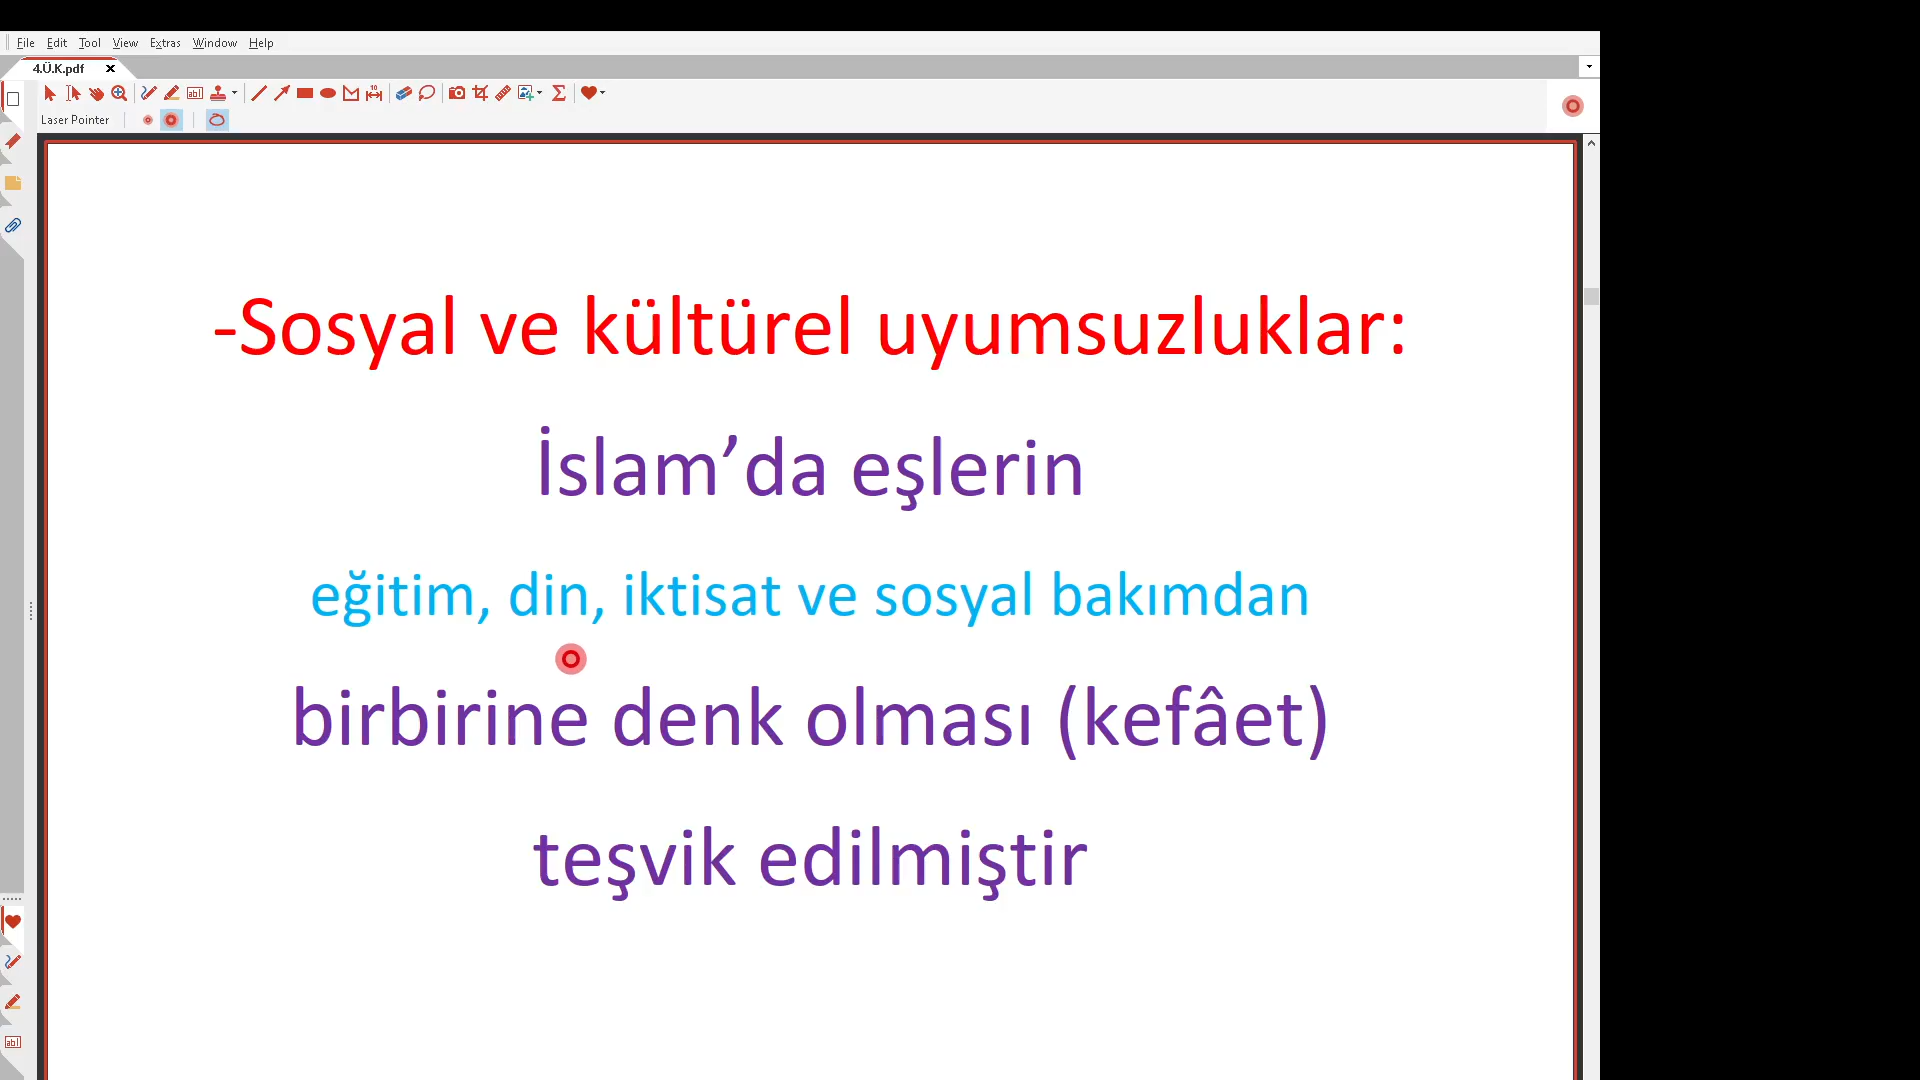 File Edit Tool View Extras Window Help
4.Ü.K.pdf
Laser Pointer
-Sosyal ve kültürel uyumsuzluklar:
İslam’da eşlerin
eğitim, din, iktisat ve sosyal bakımdan
birbirine denk olması (kefâet)
teşvik edilmiştir